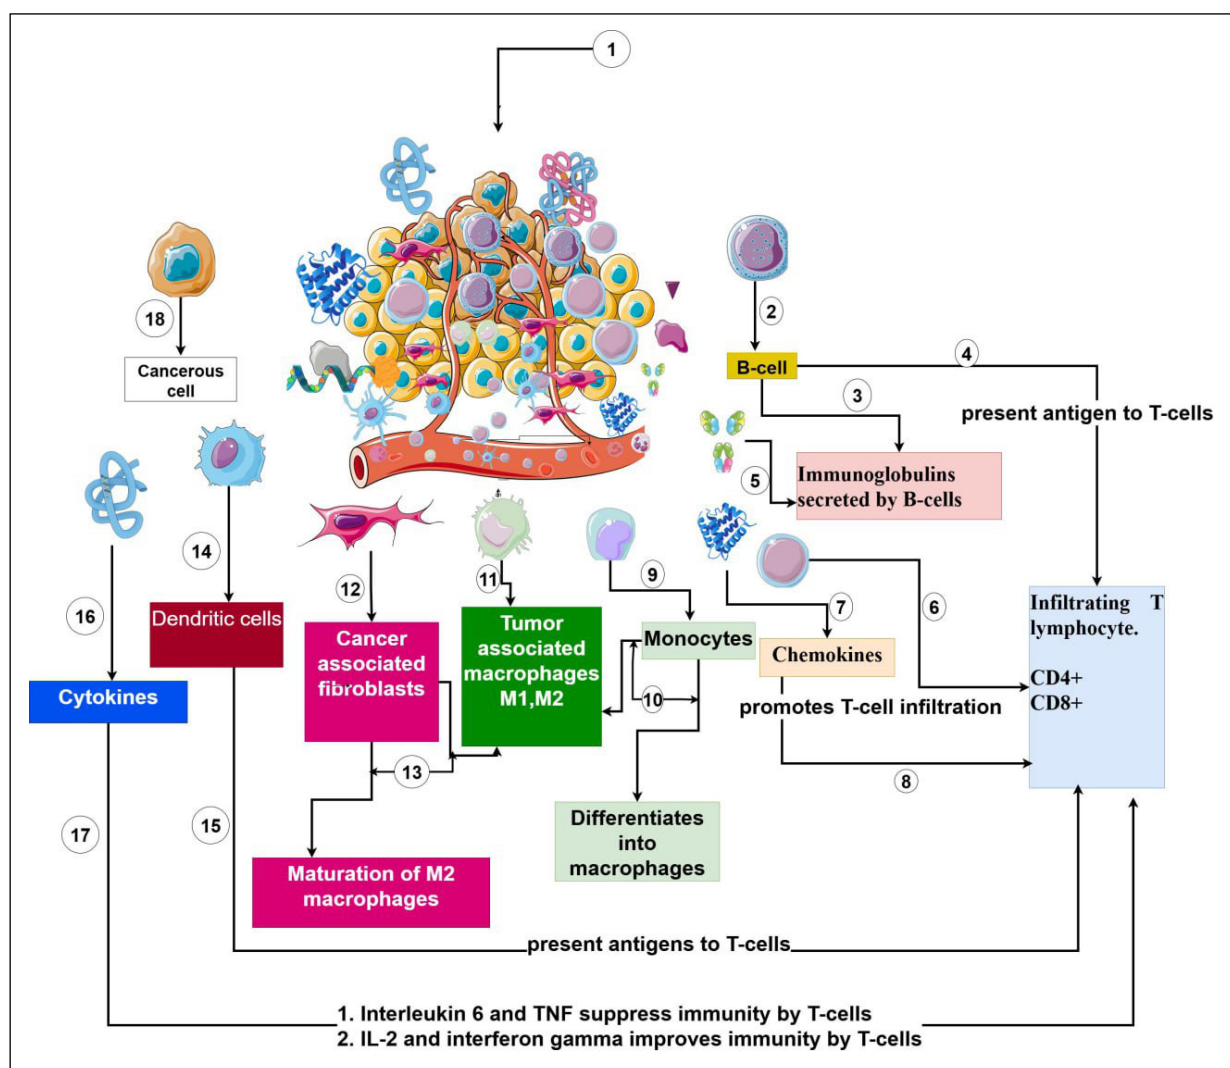 1
2
B-cell
4
3
present antigen to T-cells
18
Cancerous
cell
5
Immunoglobulins
secreted by B-cells
14
12
11
9
7
6
16
Dendritic cells
Cancer
associated
fibroblasts
Tumor
associated
macrophages
M1,M2
Monocytes
Chemokines
Infiltrating T
lymphocyte.
CD4+
CD8+
Cytokines
10
promotes T-cell infiltration
13
8
17
15
Differentiates
into
macrophages
Maturation of M2
macrophages
present antigens to T-cells
1. Interleukin 6 and TNF suppress immunity by T-cells
2. IL-2 and interferon gamma improves immunity by T-cells